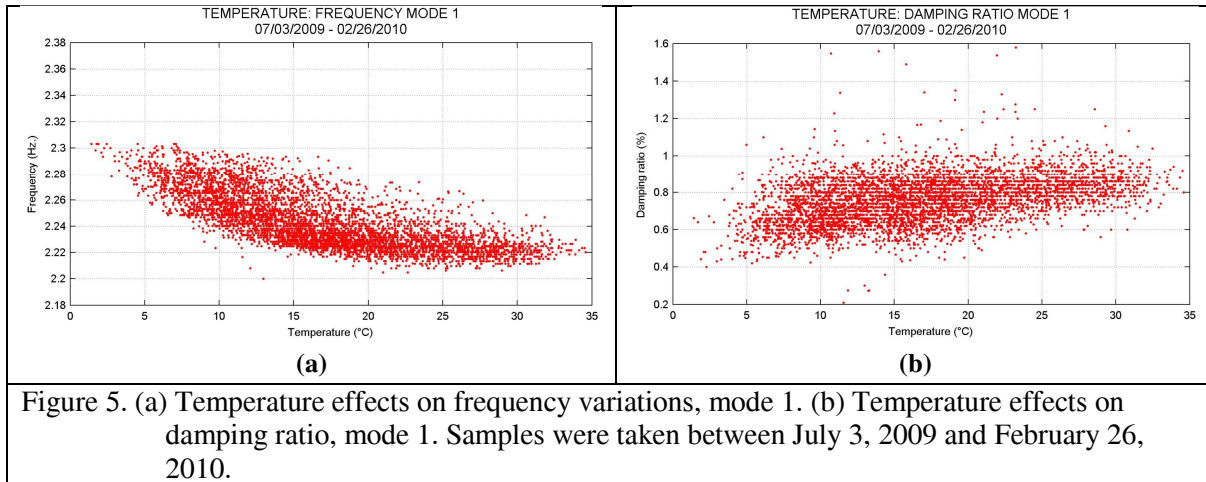 TEMPERATURE: FREQUENCY MODE 1
07/03/2009 - 02/26/2010
2.38
2.36
2.34
2.32
2.3
2.28
2.26
2.24
2.22
2.2
2.18
Frequency (Hz.)
0 5 10 15 20 25 30 35
Temperature (°C)
(a)
TEMPERATURE: DAMPING RATIO MODE 1
07/03/2009 - 02/26/2010
1.6
1.4
1.2
1
0.8
0.6
0.4
0.2
Damping ratio (%)
0 5 10 15 20 25 30 35
Temperature (°C)
(b)
Figure 5. (a) Temperature effects on frequency variations, mode 1. (b) Temperature effects on
damping ratio, mode 1. Samples were taken between July 3, 2009 and February 26,
2010.